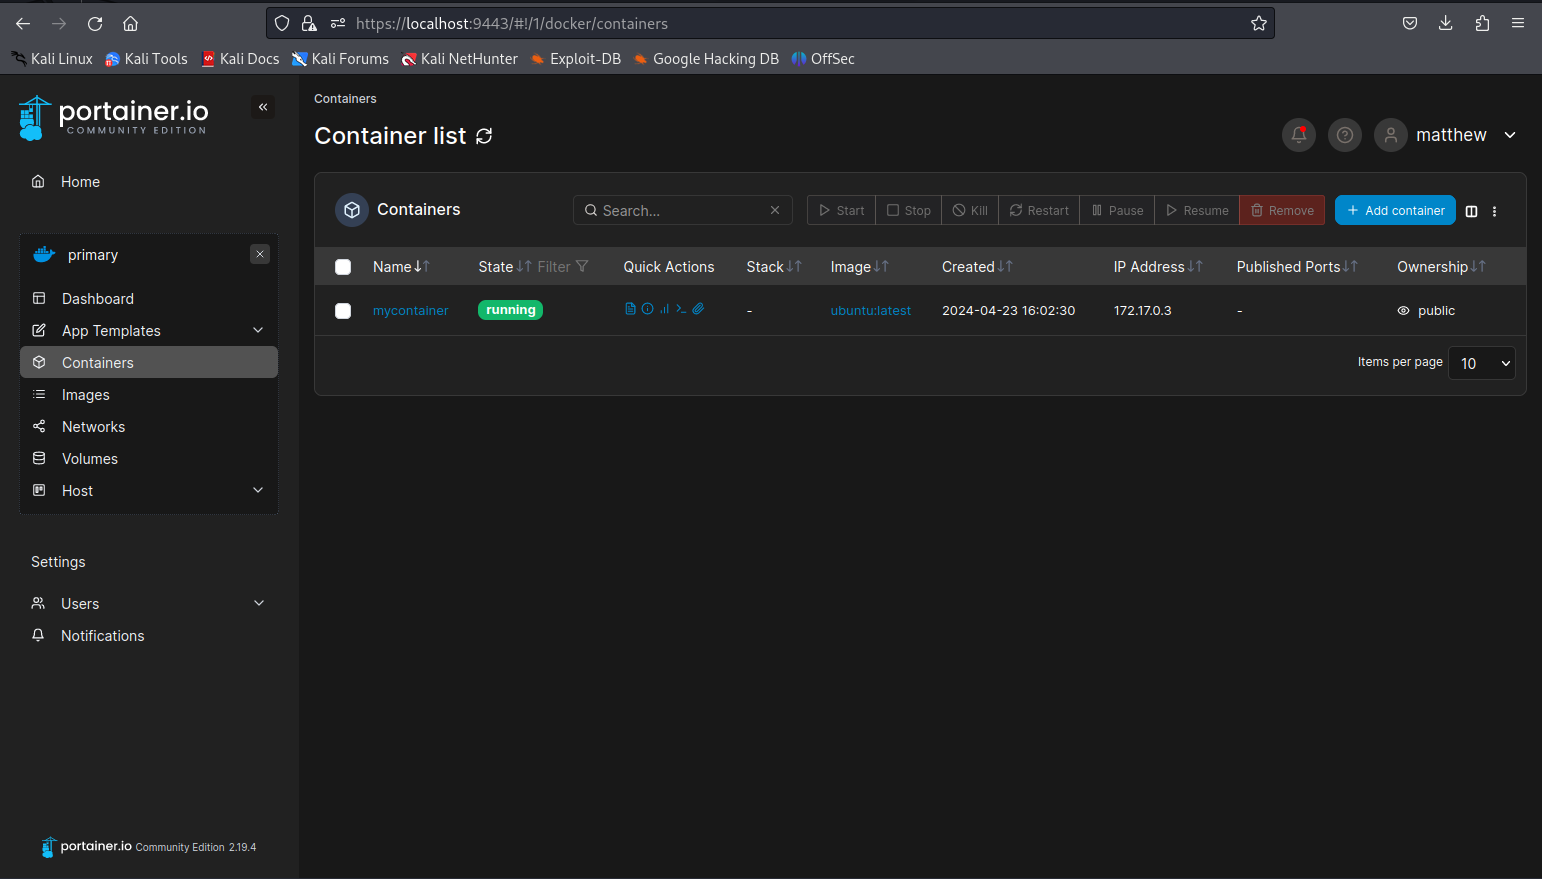 https://localhost:9443/#!/1/docker/containers
Kali Linux Kali Tools Kali Docs Kali Forums Kali NetHunter Exploit-DB Google Hacking DB OffSec
portainer.io
COMMUNITY EDITION
Home
primary
Dashboard
App Templates
Containers
Images
Networks
Volumes
Host
Settings
Users
Notifications
portainer.io Community Edition 2.19.4
Containers
Container list
matthew
Containers
Search...
Start Stop Kill Restart Pause Resume Remove Add container
Name State Filter Quick Actions Stack Image Created IP Address Published Ports Ownership
mycontainer running - ubuntu:latest 2024-04-23 16:02:30 172.17.0.3 - public
Items per page 10